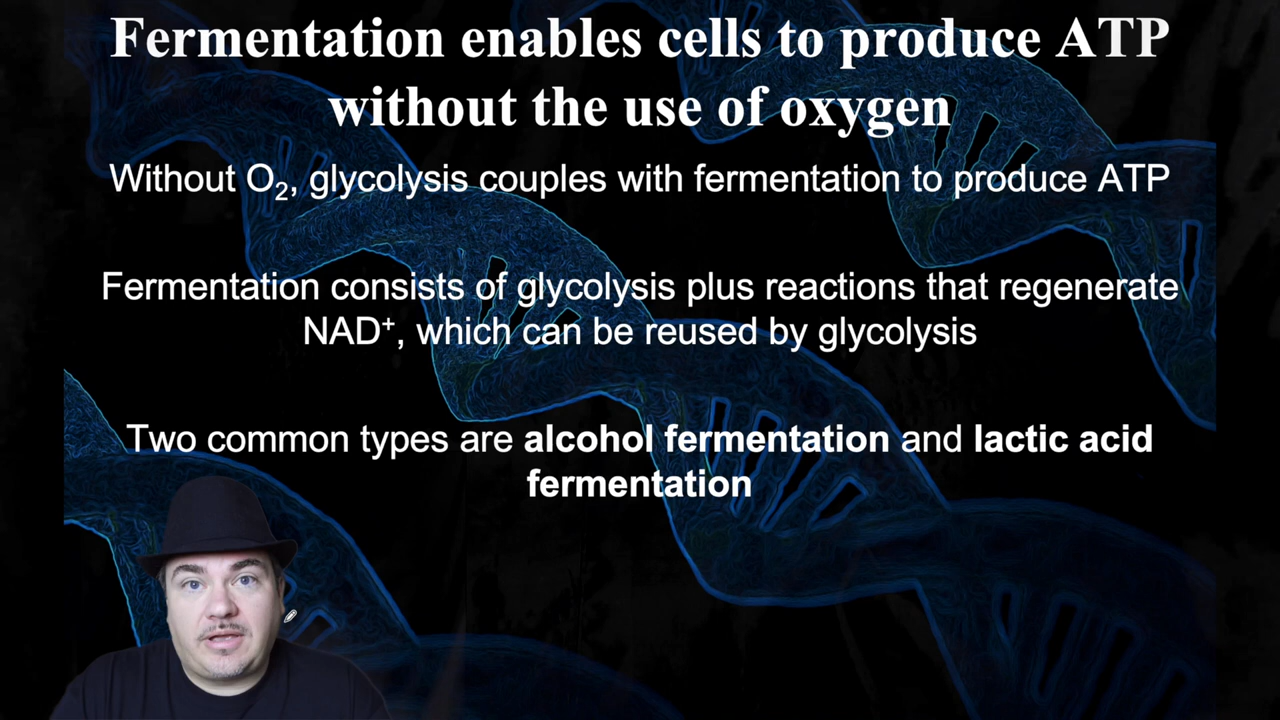 Fermentation enables cells to produce ATP
without the use of oxygen
Without O₂, glycolysis couples with fermentation to produce ATP
Fermentation consists of glycolysis plus reactions that regenerate
NAD⁺, which can be reused by glycolysis
Two common types are alcohol fermentation and lactic acid
fermentation